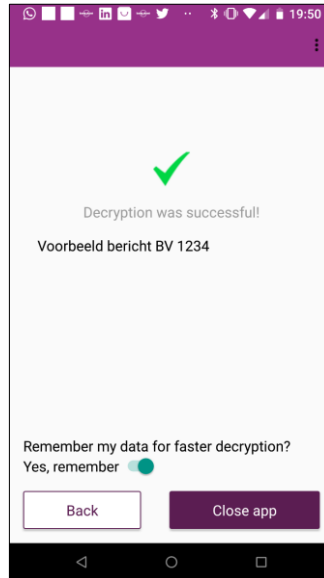 19:50
Decryption was successful!
Voorbeeld bericht BV 1234
Remember my data for faster decryption?
Yes, remember
Back
Close app